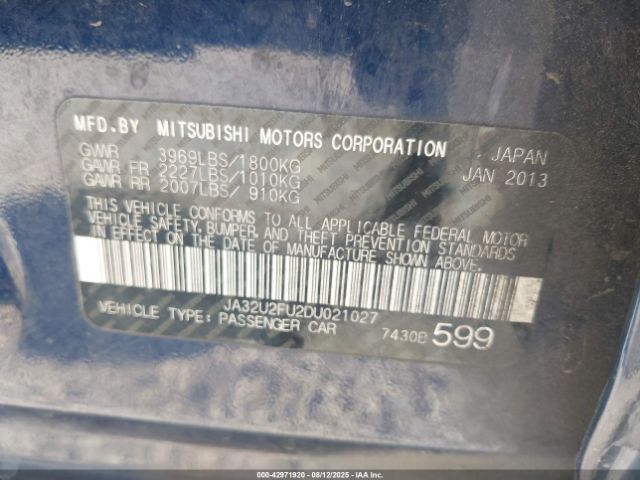 MFD.BY MITSUBISHI MOTORS CORPORATION JAPAN
GVWR 3969LBS/1800KG JAN 2013
GAWR FR 2227LBS/1010KG
GAWR RR 2007LBS/ 910KG
THIS VEHICLE CONFORMS TO ALL APPLICABLE FEDERAL MOTOR
VEHICLE SAFETY, BUMPER, AND THEFT PREVENTION STANDARDS
IN EFFECT ON THE DATE OF MANUFACTURE SHOWN ABOVE.
JA32U2FU2DU021027
VEHICLE TYPE: PASSENGER CAR 7430B 599
000-42971920 - 08/12/2025 - IAAI.COM